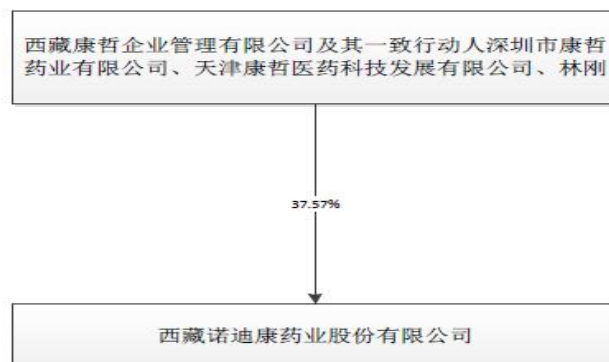 西藏康哲企业管理有限公司及其一致行动人深圳市康哲
药业有限公司、天津康哲医药科技发展有限公司、林刚
37.57%
西藏诺迪康药业股份有限公司